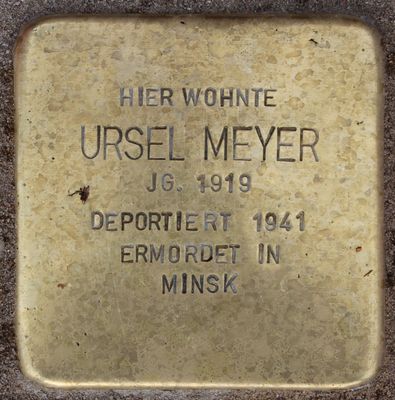 HIER WOHNTE
URSEL MEYER
JG. 1919
DEPORTIERT 1941
ERMORDET IN
MINSK